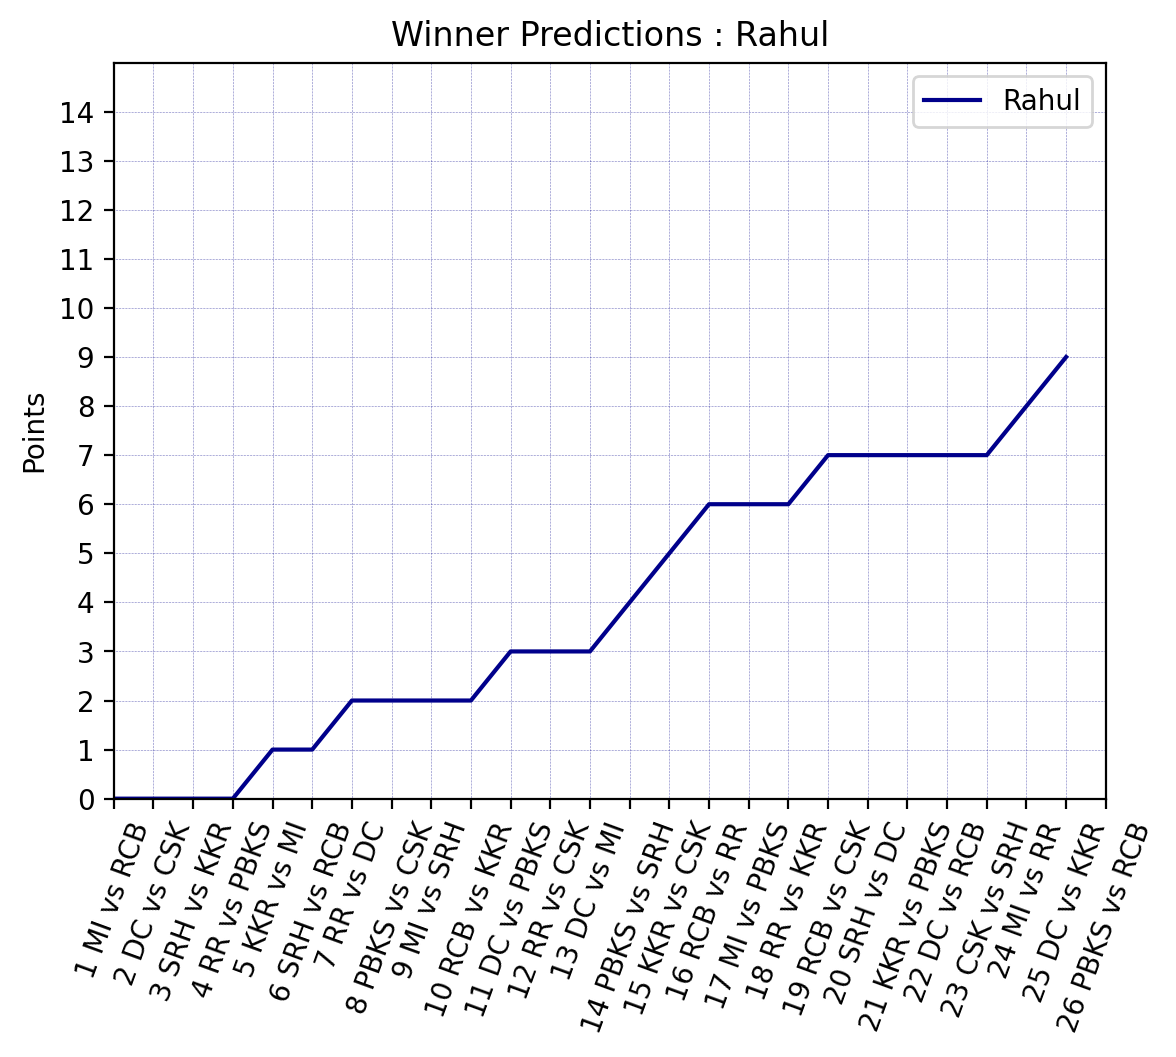 Winner Predictions : Rahul
Rahul
Points
14
13
12
11
10
9
8
7
6
5
4
3
2
1
0
1 MI vs RCB
2 DC vs CSK
3 SRH vs KKR
4 RR vs PBKS
5 KKR vs MI
6 SRH vs RCB
7 RR vs DC
8 PBKS vs CSK
9 MI vs SRH
10 RCB vs KKR
11 DC vs PBKS
12 RR vs CSK
13 DC vs MI
14 PBKS vs SRH
15 KKR vs CSK
16 RCB vs RR
17 MI vs PBKS
18 RR vs KKR
19 RCB vs CSK
20 SRH vs DC
21 KKR vs PBKS
22 DC vs RCB
23 CSK vs SRH
24 MI vs RR
25 DC vs KKR
26 PBKS vs RCB